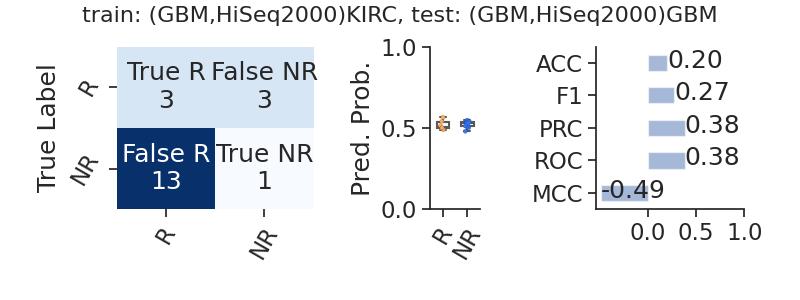 train: (GBM,HiSeq2000)KIRC, test: (GBM,HiSeq2000)GBM
True Label
R
NR
True R
3
False NR
3
False R
13
True NR
1
R
NR
Pred. Prob.
1.0
0.5
0.0
R
NR
ACC
0.20
F1
0.27
PRC
0.38
ROC
0.38
MCC
-0.49
0.0 0.5 1.0